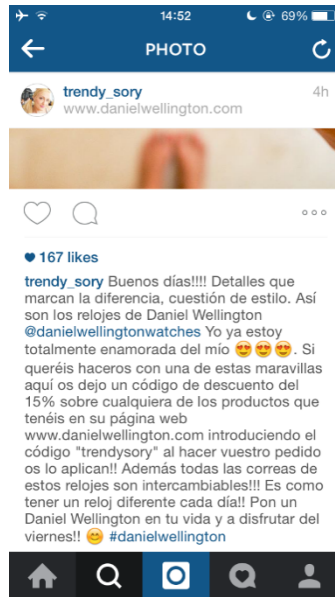 14:52
69%
PHOTO
trendy_sory
4h
www.danielwellington.com
167 likes
trendy_sory Buenos días!!!! Detalles que
marcan la diferencia, cuestión de estilo. Así
son los relojes de Daniel Wellington
@danielwellingtonwatches Yo ya estoy
totalmente enamorada del mío 😍😍😍. Si
queréis haceros con una de estas maravillas
aquí os dejo un código de descuento del
15% sobre cualquiera de los productos que
tenéis en su página web
www.danielwellington.com introduciendo el
código "trendysory" al hacer vuestro pedido
os lo aplican!! Además todas las correas de
estos relojes son intercambiables!!! Es como
tener un reloj diferente cada día!! Pon un
Daniel Wellington en tu vida y a disfrutar del
viernes!! 😊 #danielwellington